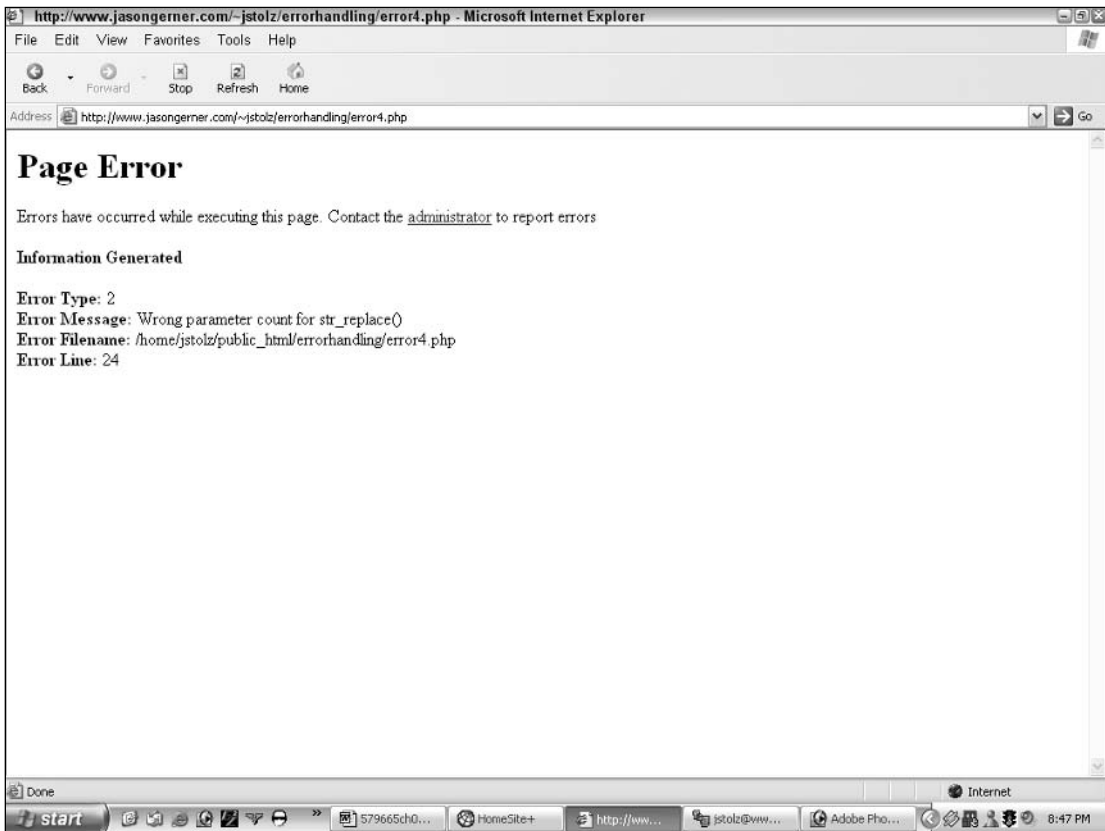 http://www.jasongerner.com/~jstolz/errorhandling/error4.php - Microsoft Internet Explorer
File Edit View Favorites Tools Help
Back Forward Stop Refresh Home
Address http://www.jasongerner.com/~jstolz/errorhandling/error4.php Go
Page Error
Errors have occurred while executing this page. Contact the administrator to report errors
Information Generated
Error Type: 2
Error Message: Wrong parameter count for str_replace()
Error Filename: /home/jstolz/public_html/errorhandling/error4.php
Error Line: 24
Done Internet
start » 579665ch0... HomeSite+ http://ww... jstolz@ww... Adobe Pho... 8:47 PM